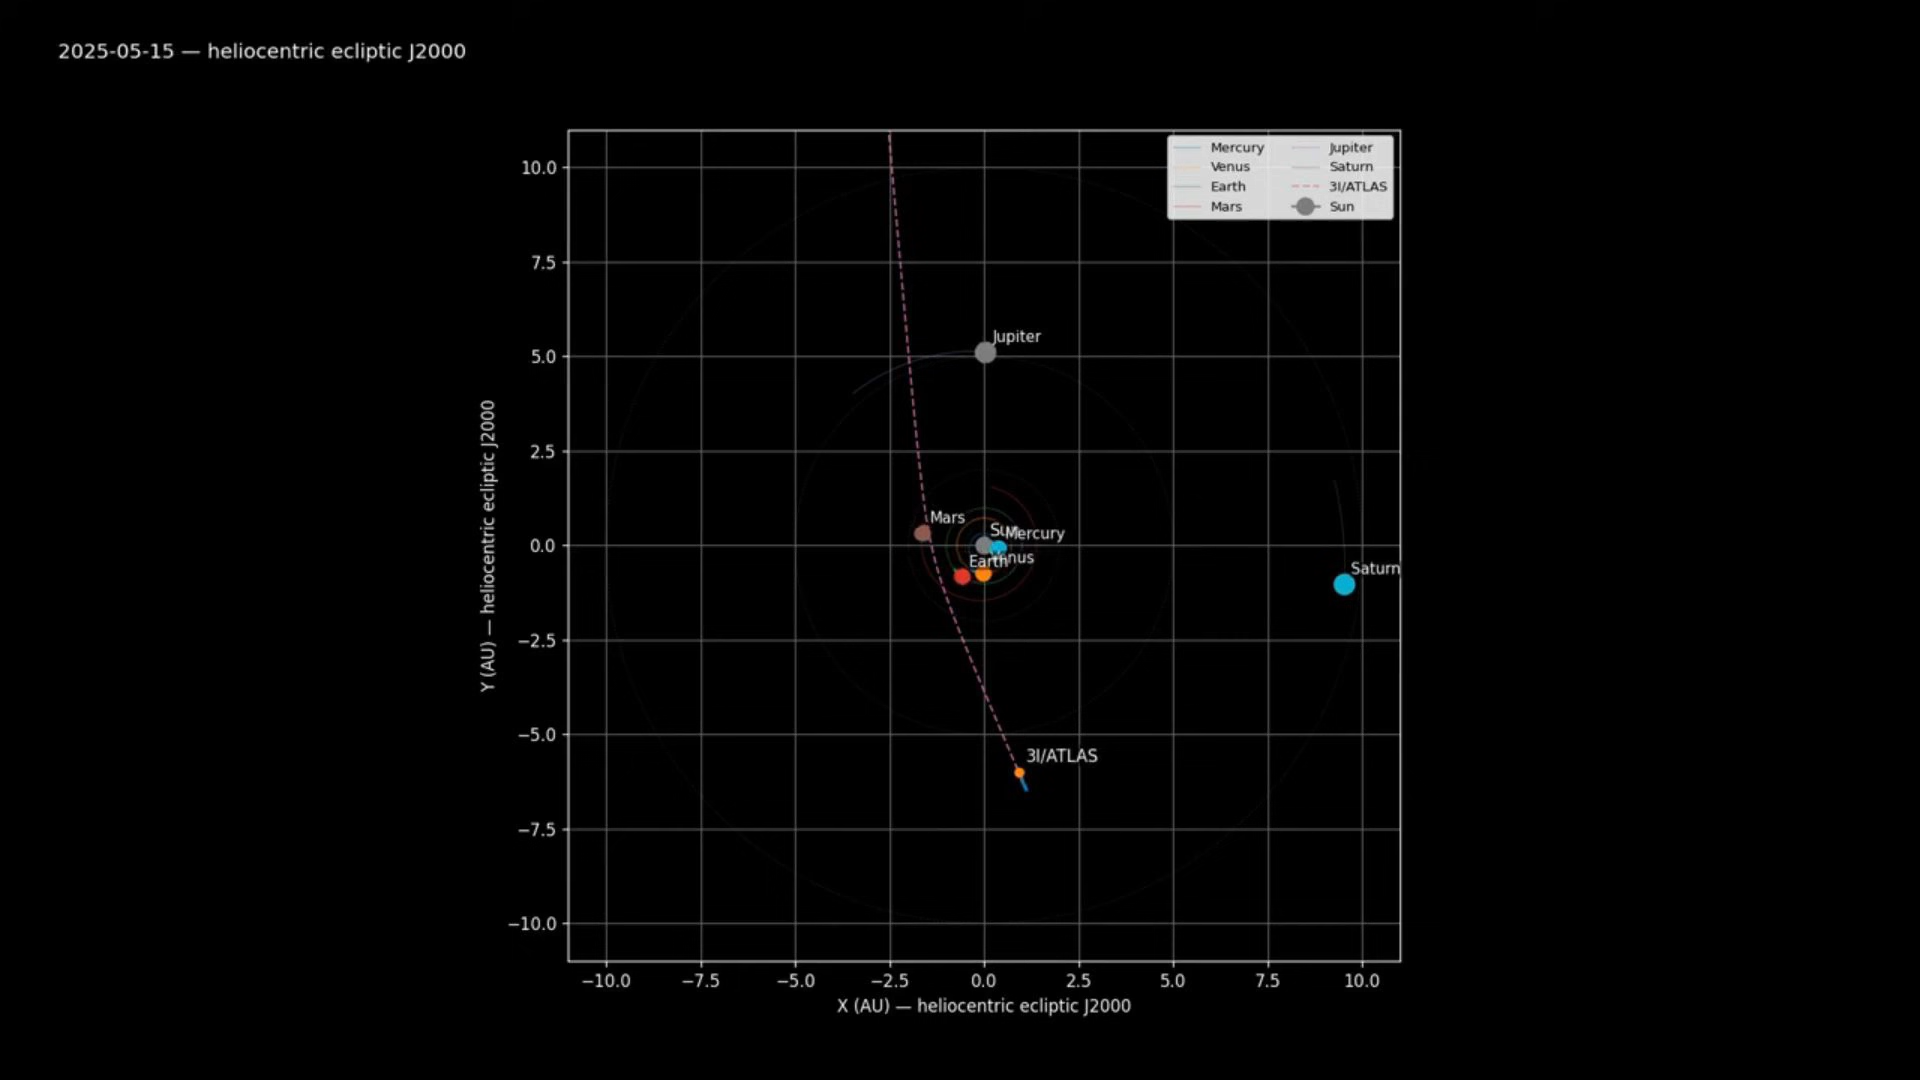 2025-05-15 — heliocentric ecliptic J2000
Mercury
Venus
Earth
Mars
Jupiter
Saturn
3I/ATLAS
Sun
10.0
7.5
5.0
2.5
0.0
−2.5
−5.0
−7.5
−10.0
Y (AU) — heliocentric ecliptic J2000
Jupiter
Mars
Sun
Mercury
Earth
Venus
Saturn
3I/ATLAS
−10.0 −7.5 −5.0 −2.5 0.0 2.5 5.0 7.5 10.0
X (AU) — heliocentric ecliptic J2000